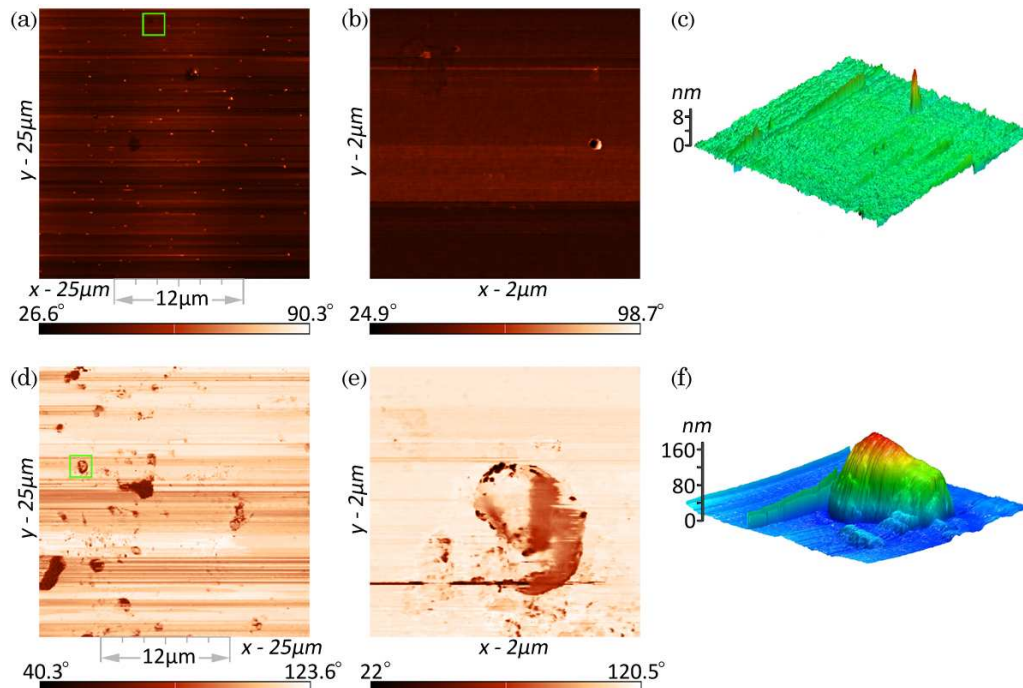 (a)
y - 25μm
x - 25μm
12μm
26.6° 90.3°
(b)
y - 2μm
x - 2μm
24.9° 98.7°
(c)
nm
8
0
(d)
y - 25μm
12μm
x - 25μm
40.3° 123.6°
(e)
y - 2μm
x - 2μm
22° 120.5°
(f)
nm
160
80
0